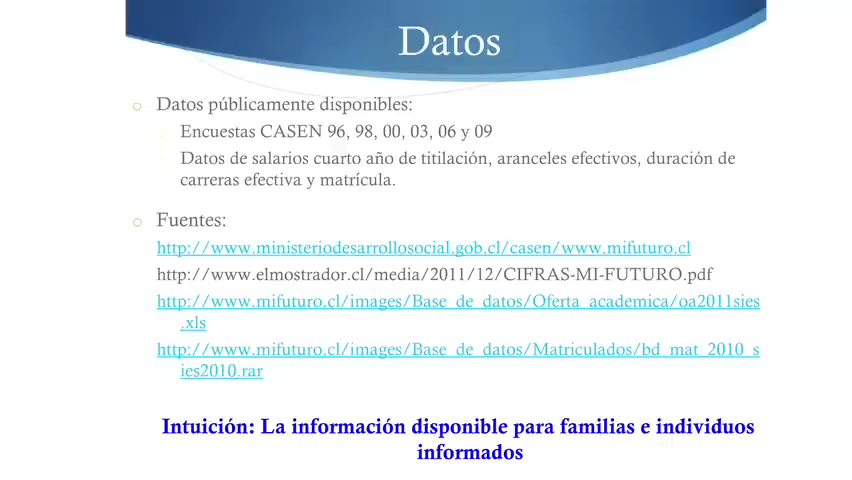 Datos
Datos públicamente disponibles:
Encuestas CASEN 96, 98, 00, 03, 06 y 09
Datos de salarios cuarto año de titilación, aranceles efectivos, duración de
carreras efectiva y matrícula.
Fuentes:
http://www.ministeriodesarrollosocial.gob.cl/casen/www.mifuturo.cl
http://www.elmostrador.cl/media/2011/12/CIFRAS-MI-FUTURO.pdf
http://www.mifuturo.cl/images/Base_de_datos/Oferta_academica/oa2011sies
.xls
http://www.mifuturo.cl/images/Base_de_datos/Matriculados/bd_mat_2010_s
ies2010.rar
Intuición: La información disponible para familias e individuos
informados